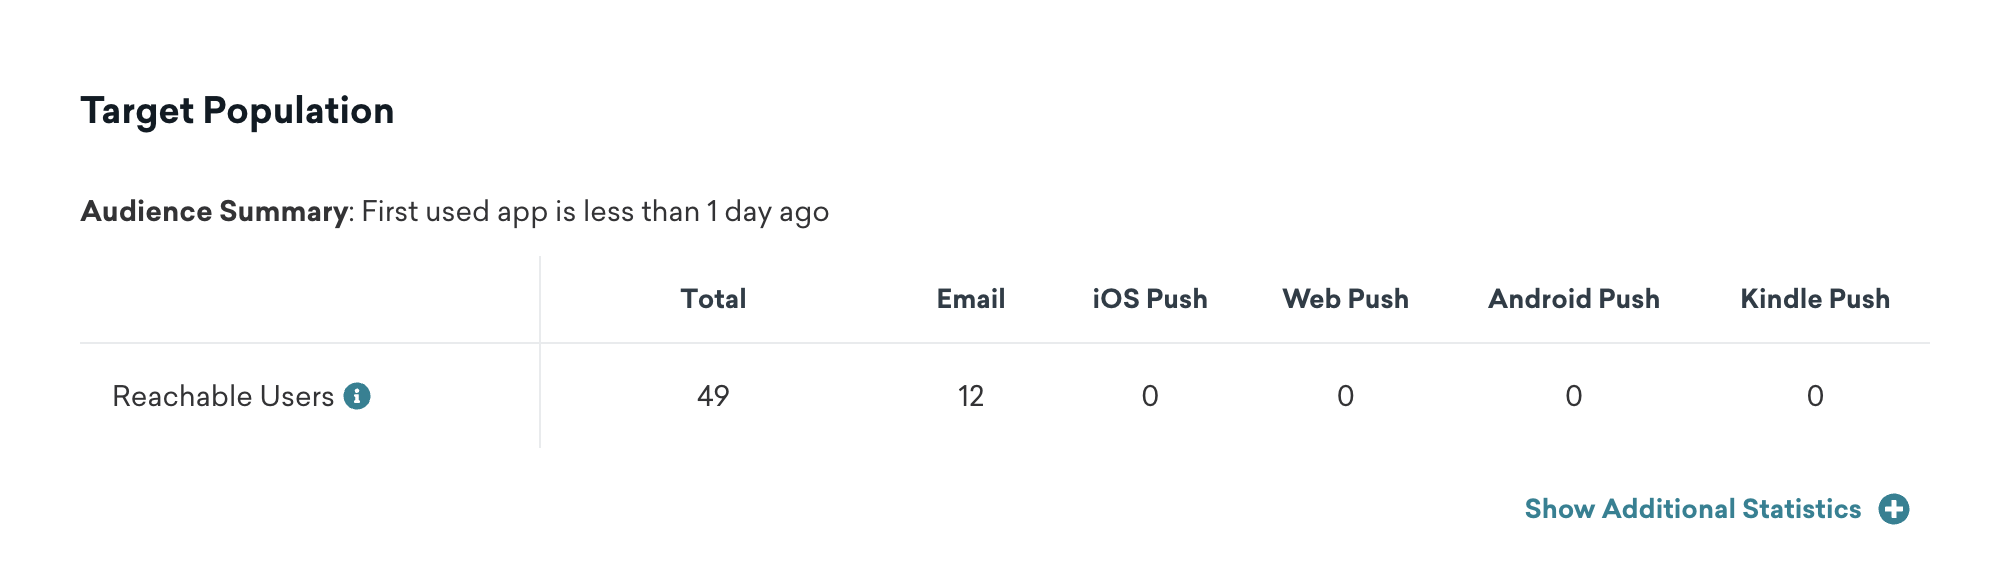 Target Population
Audience Summary: First used app is less than 1 day ago
Total Email iOS Push Web Push Android Push Kindle Push
Reachable Users 49 12 0 0 0 0
Show Additional Statistics